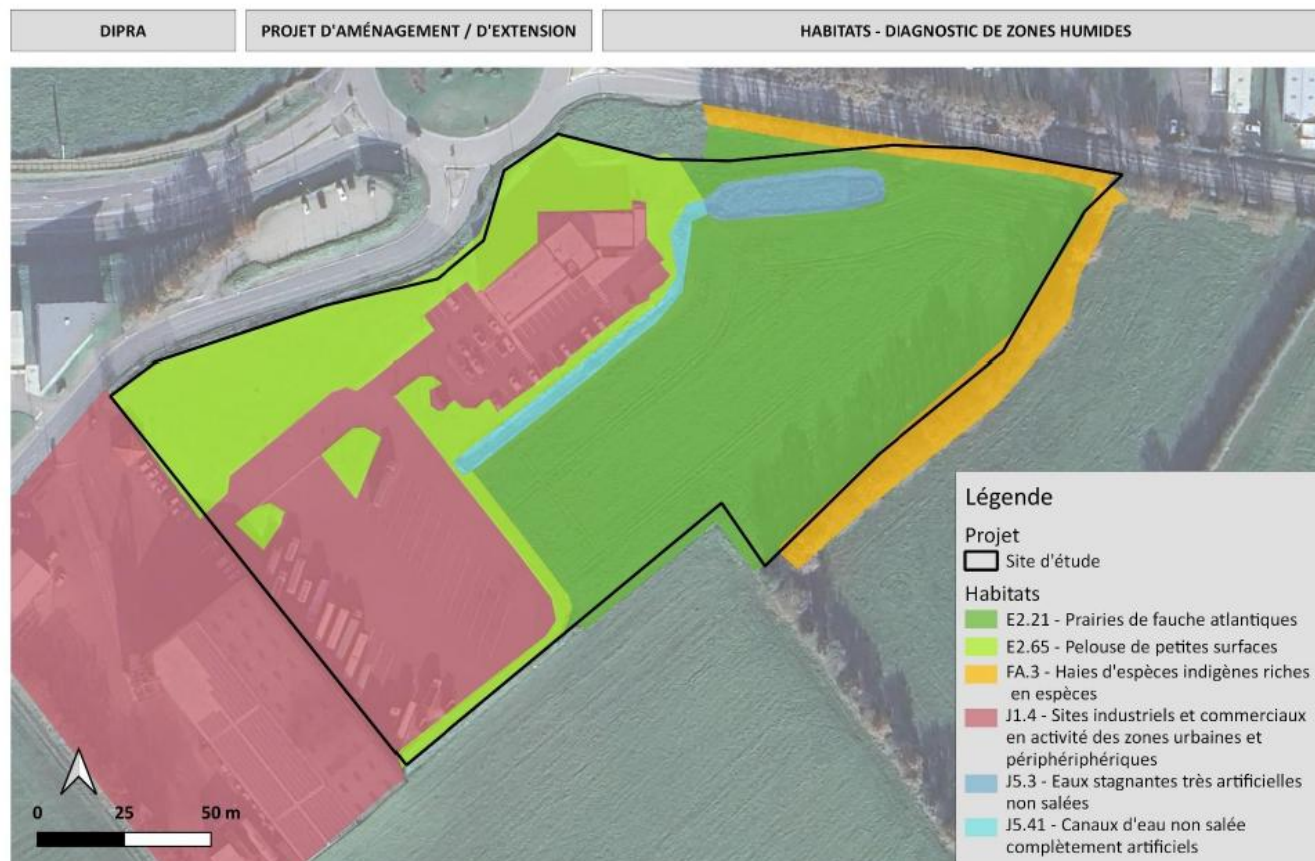 DIPRA
PROJET D'AMÉNAGEMENT / D'EXTENSION
HABITATS - DIAGNOSTIC DE ZONES HUMIDES
Légende
Projet
Site d'étude
Habitats
E2.21 - Prairies de fauche atlantiques
E2.65 - Pelouse de petites surfaces
FA.3 - Haies d'espèces indigènes riches
en espèces
J1.4 - Sites industriels et commerciaux
en activité des zones urbaines et
périphériphériques
J5.3 - Eaux stagnantes très artificielles
non salées
J5.41 - Canaux d'eau non salée
complètement artificiels
0 25 50 m